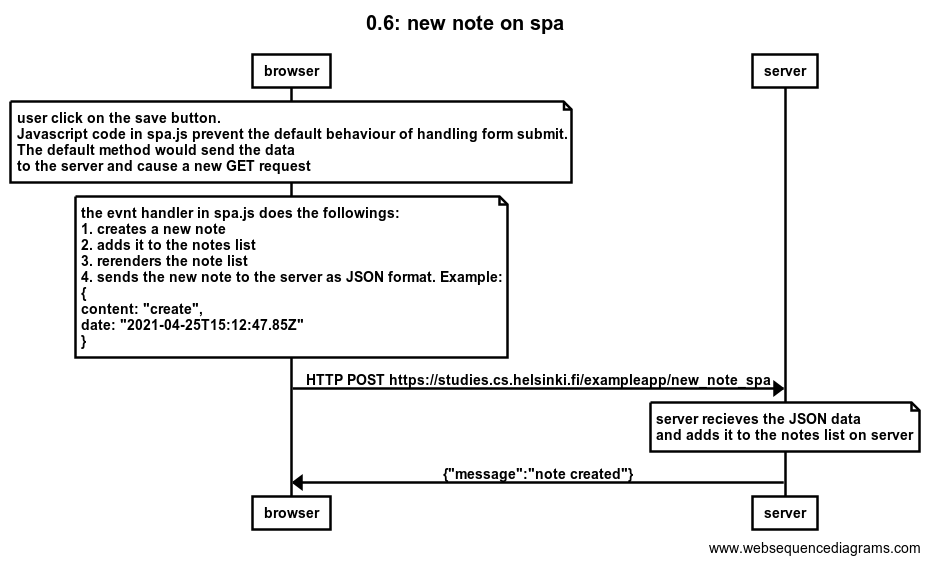 0.6: new note on spa
browser
server
user click on the save button.
Javascript code in spa.js prevent the default behaviour of handling form submit.
The default method would send the data
to the server and cause a new GET request
the evnt handler in spa.js does the followings:
1. creates a new note
2. adds it to the notes list
3. rerenders the note list
4. sends the new note to the server as JSON format. Example:
{
content: "create",
date: "2021-04-25T15:12:47.85Z"
}
HTTP POST https://studies.cs.helsinki.fi/exampleapp/new_note_spa
server recieves the JSON data
and adds it to the notes list on server
{"message":"note created"}
browser
server
www.websequencediagrams.com